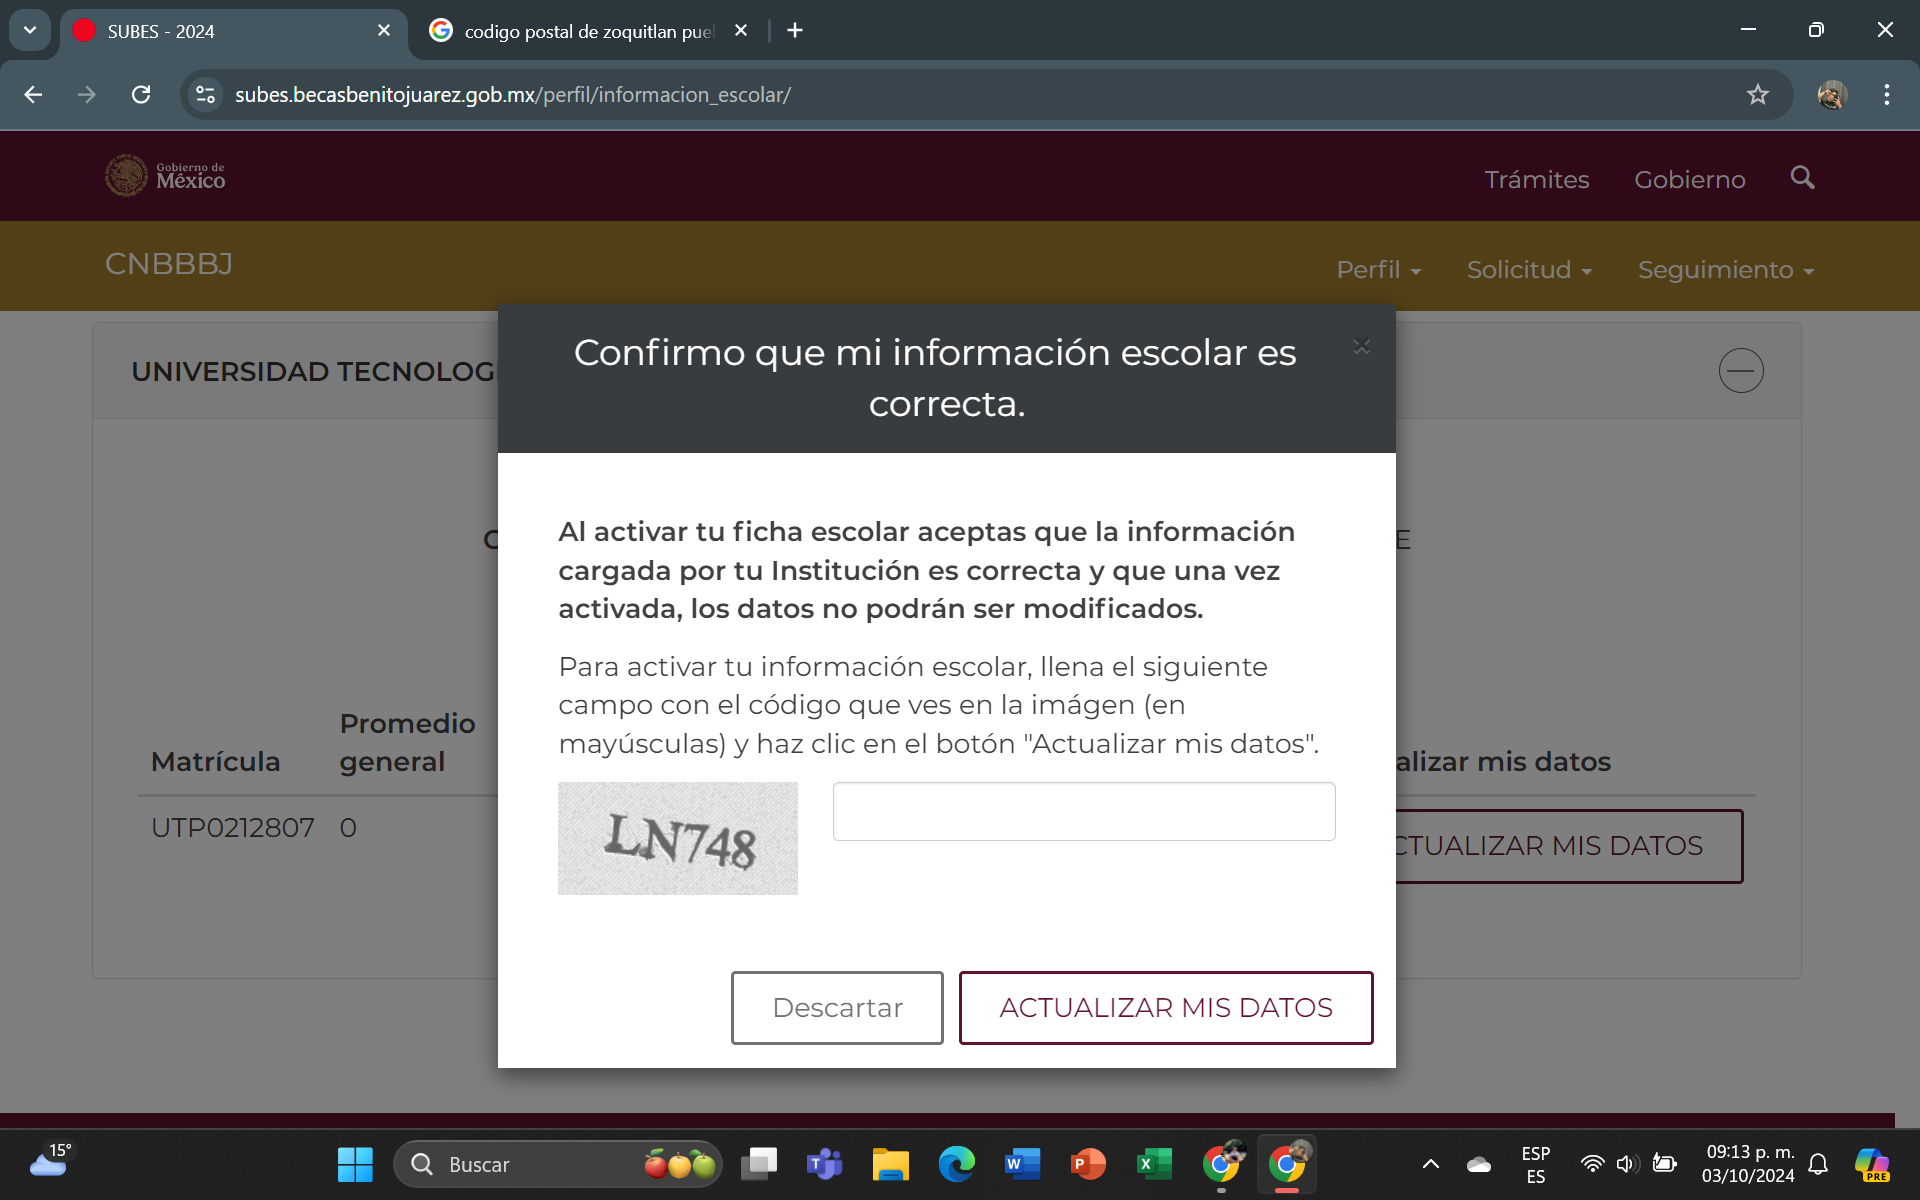 SUBES - 2024
codigo postal de zoquitlan pue
subes.becasbenitojuarez.gob.mx/perfil/informacion_escolar/
Gobierno de
México
Trámites
Gobierno
CNBBBJ
Perfil
Solicitud
Seguimiento
UNIVERSIDAD TECNOLOG
Confirmo que mi información escolar es
correcta.
Al activar tu ficha escolar aceptas que la información
cargada por tu Institución es correcta y que una vez
activada, los datos no podrán ser modificados.
Para activar tu información escolar, llena el siguiente
campo con el código que ves en la imágen (en
mayúsculas) y haz clic en el botón "Actualizar mis datos".
LN748
Descartar
ACTUALIZAR MIS DATOS
E
Matrícula
Promedio
general
alizar mis datos
UTP0212807
0
CTUALIZAR MIS DATOS
15°
Buscar
ESP
ES
09:13 p. m.
03/10/2024
PRE